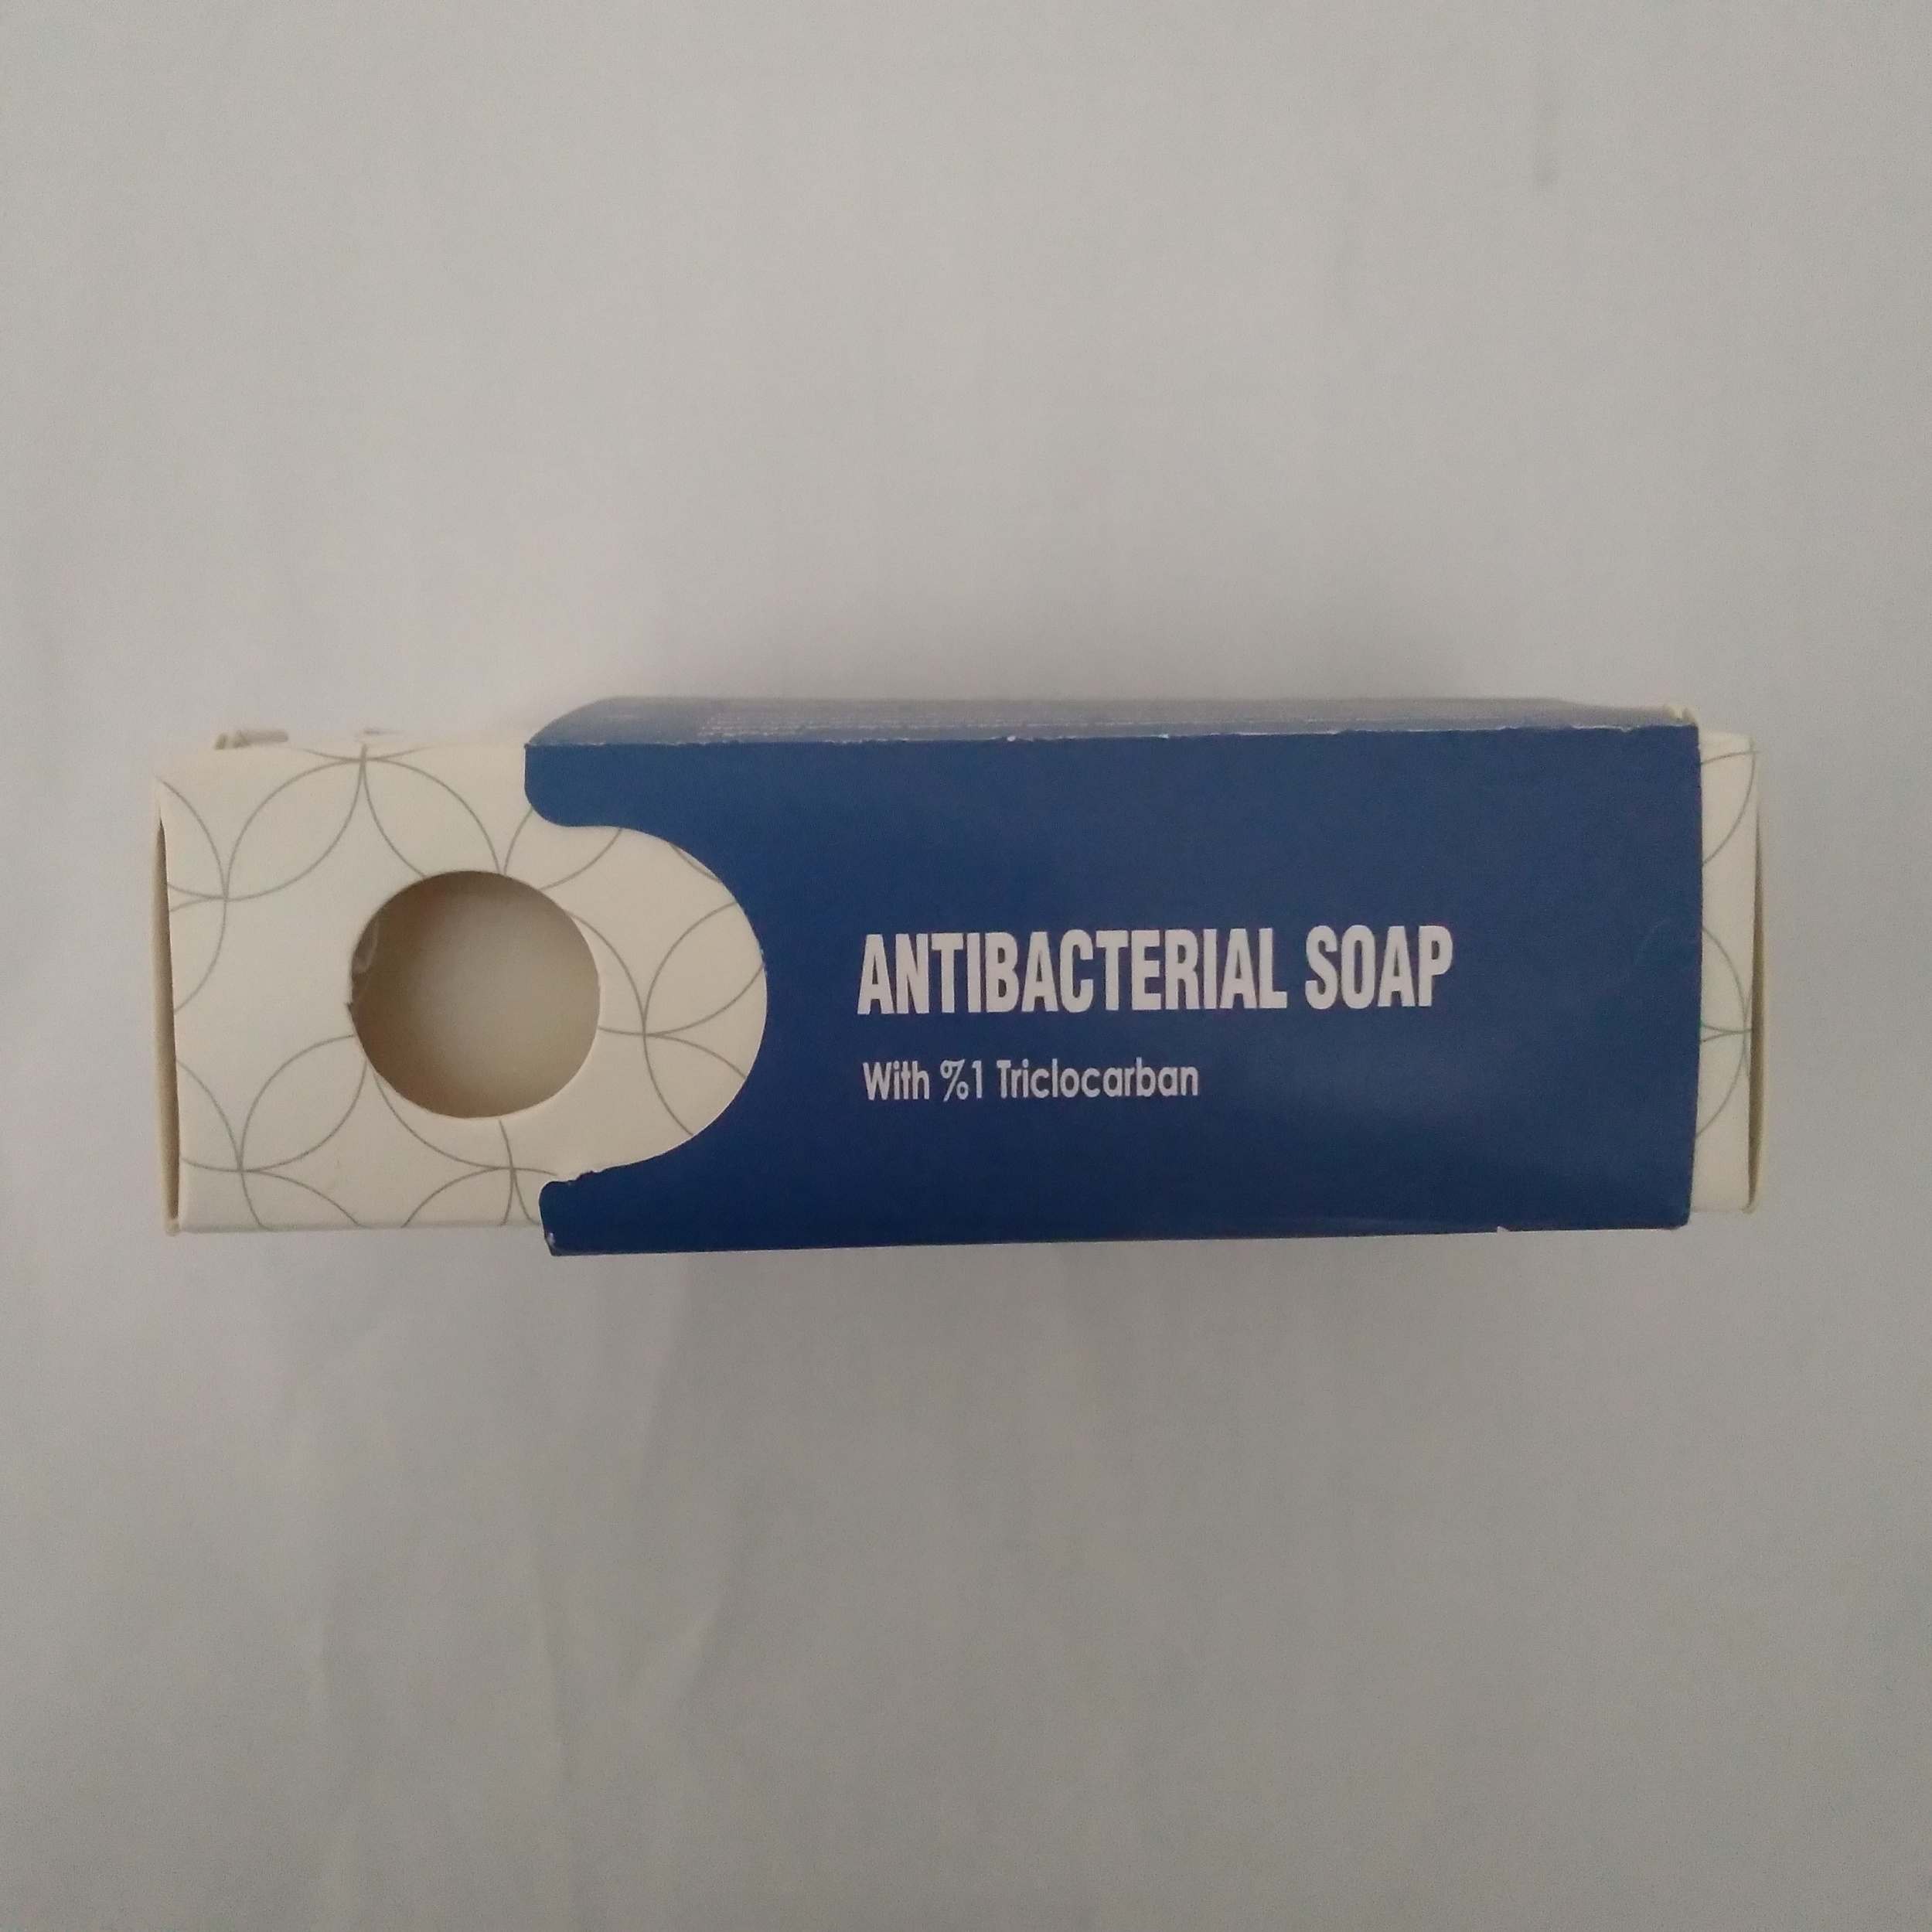 ANTIBACTERIAL SOAP
With %1 Triclocarban